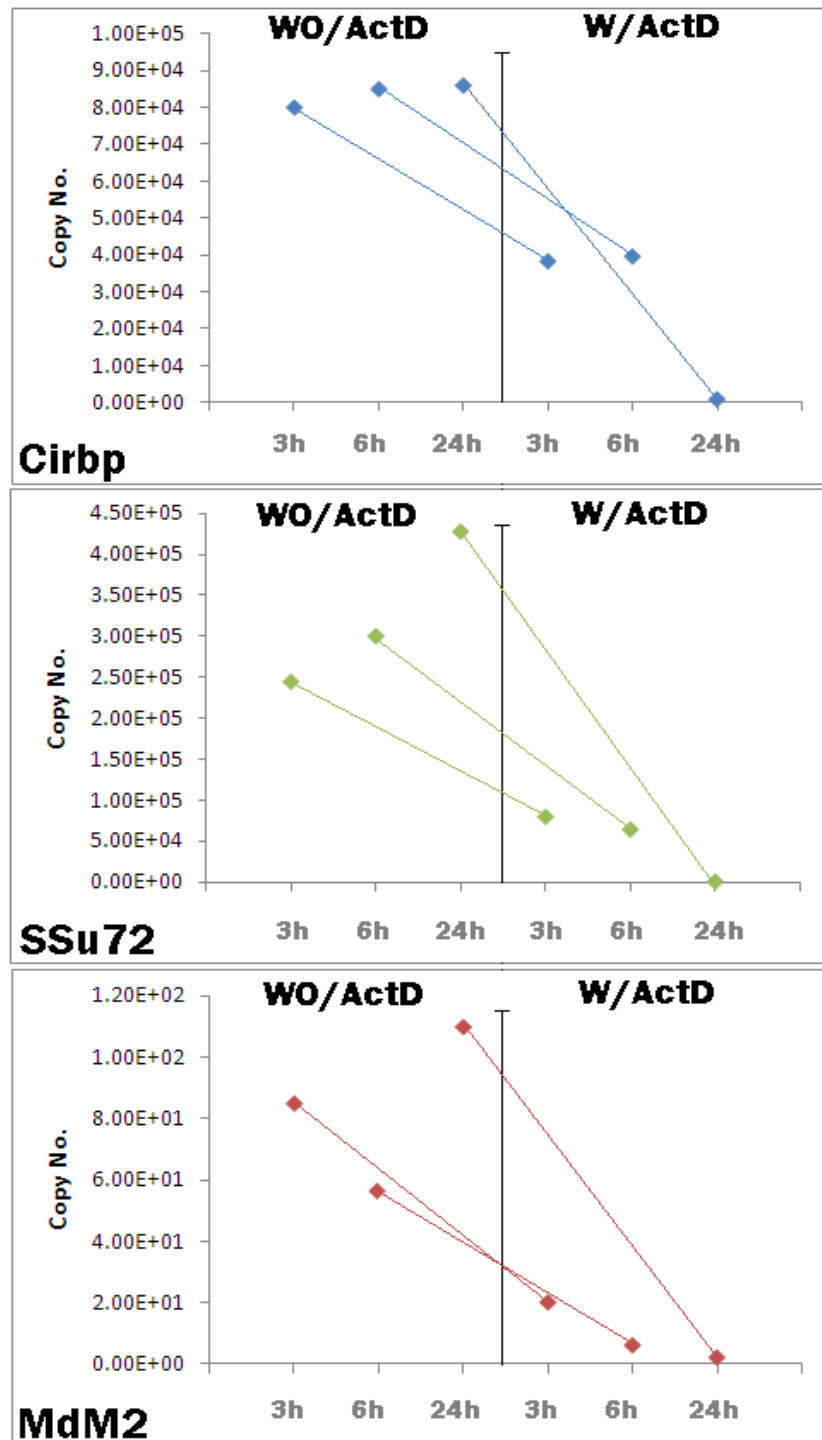 WO/ActD W/ActD
1.00E+05
9.00E+04
8.00E+04
7.00E+04
6.00E+04
5.00E+04
4.00E+04
3.00E+04
2.00E+04
1.00E+04
0.00E+00
Copy No.
3h 6h 24h 3h 6h 24h
Cirbp
WO/ActD W/ActD
4.50E+05
4.00E+05
3.50E+05
3.00E+05
2.50E+05
2.00E+05
1.50E+05
1.00E+05
5.00E+04
0.00E+00
Copy No.
3h 6h 24h 3h 6h 24h
SSu72
WO/ActD W/ActD
1.20E+02
1.00E+02
8.00E+01
6.00E+01
4.00E+01
2.00E+01
0.00E+00
Copy No.
3h 6h 24h 3h 6h 24h
MdM2